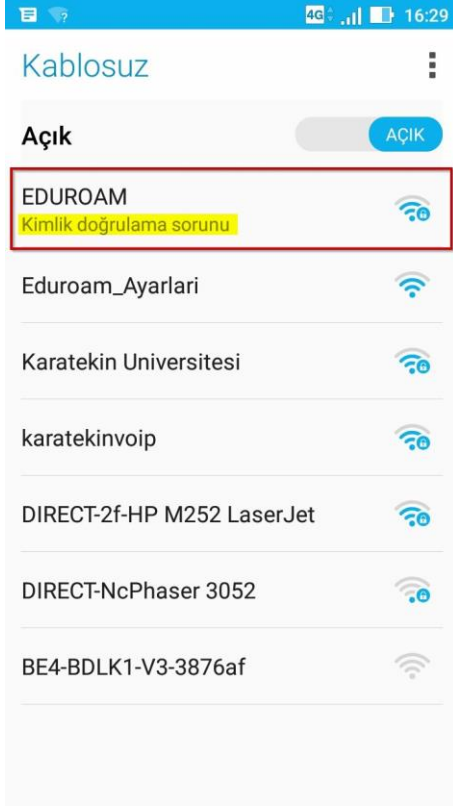 4G 16:29
Kablosuz
Açık AÇIK
EDUROAM
Kimlik doğrulama sorunu
Eduroam_Ayarlari
Karatekin Universitesi
karatekinvoip
DIRECT-2f-HP M252 LaserJet
DIRECT-NcPhaser 3052
BE4-BDLK1-V3-3876af